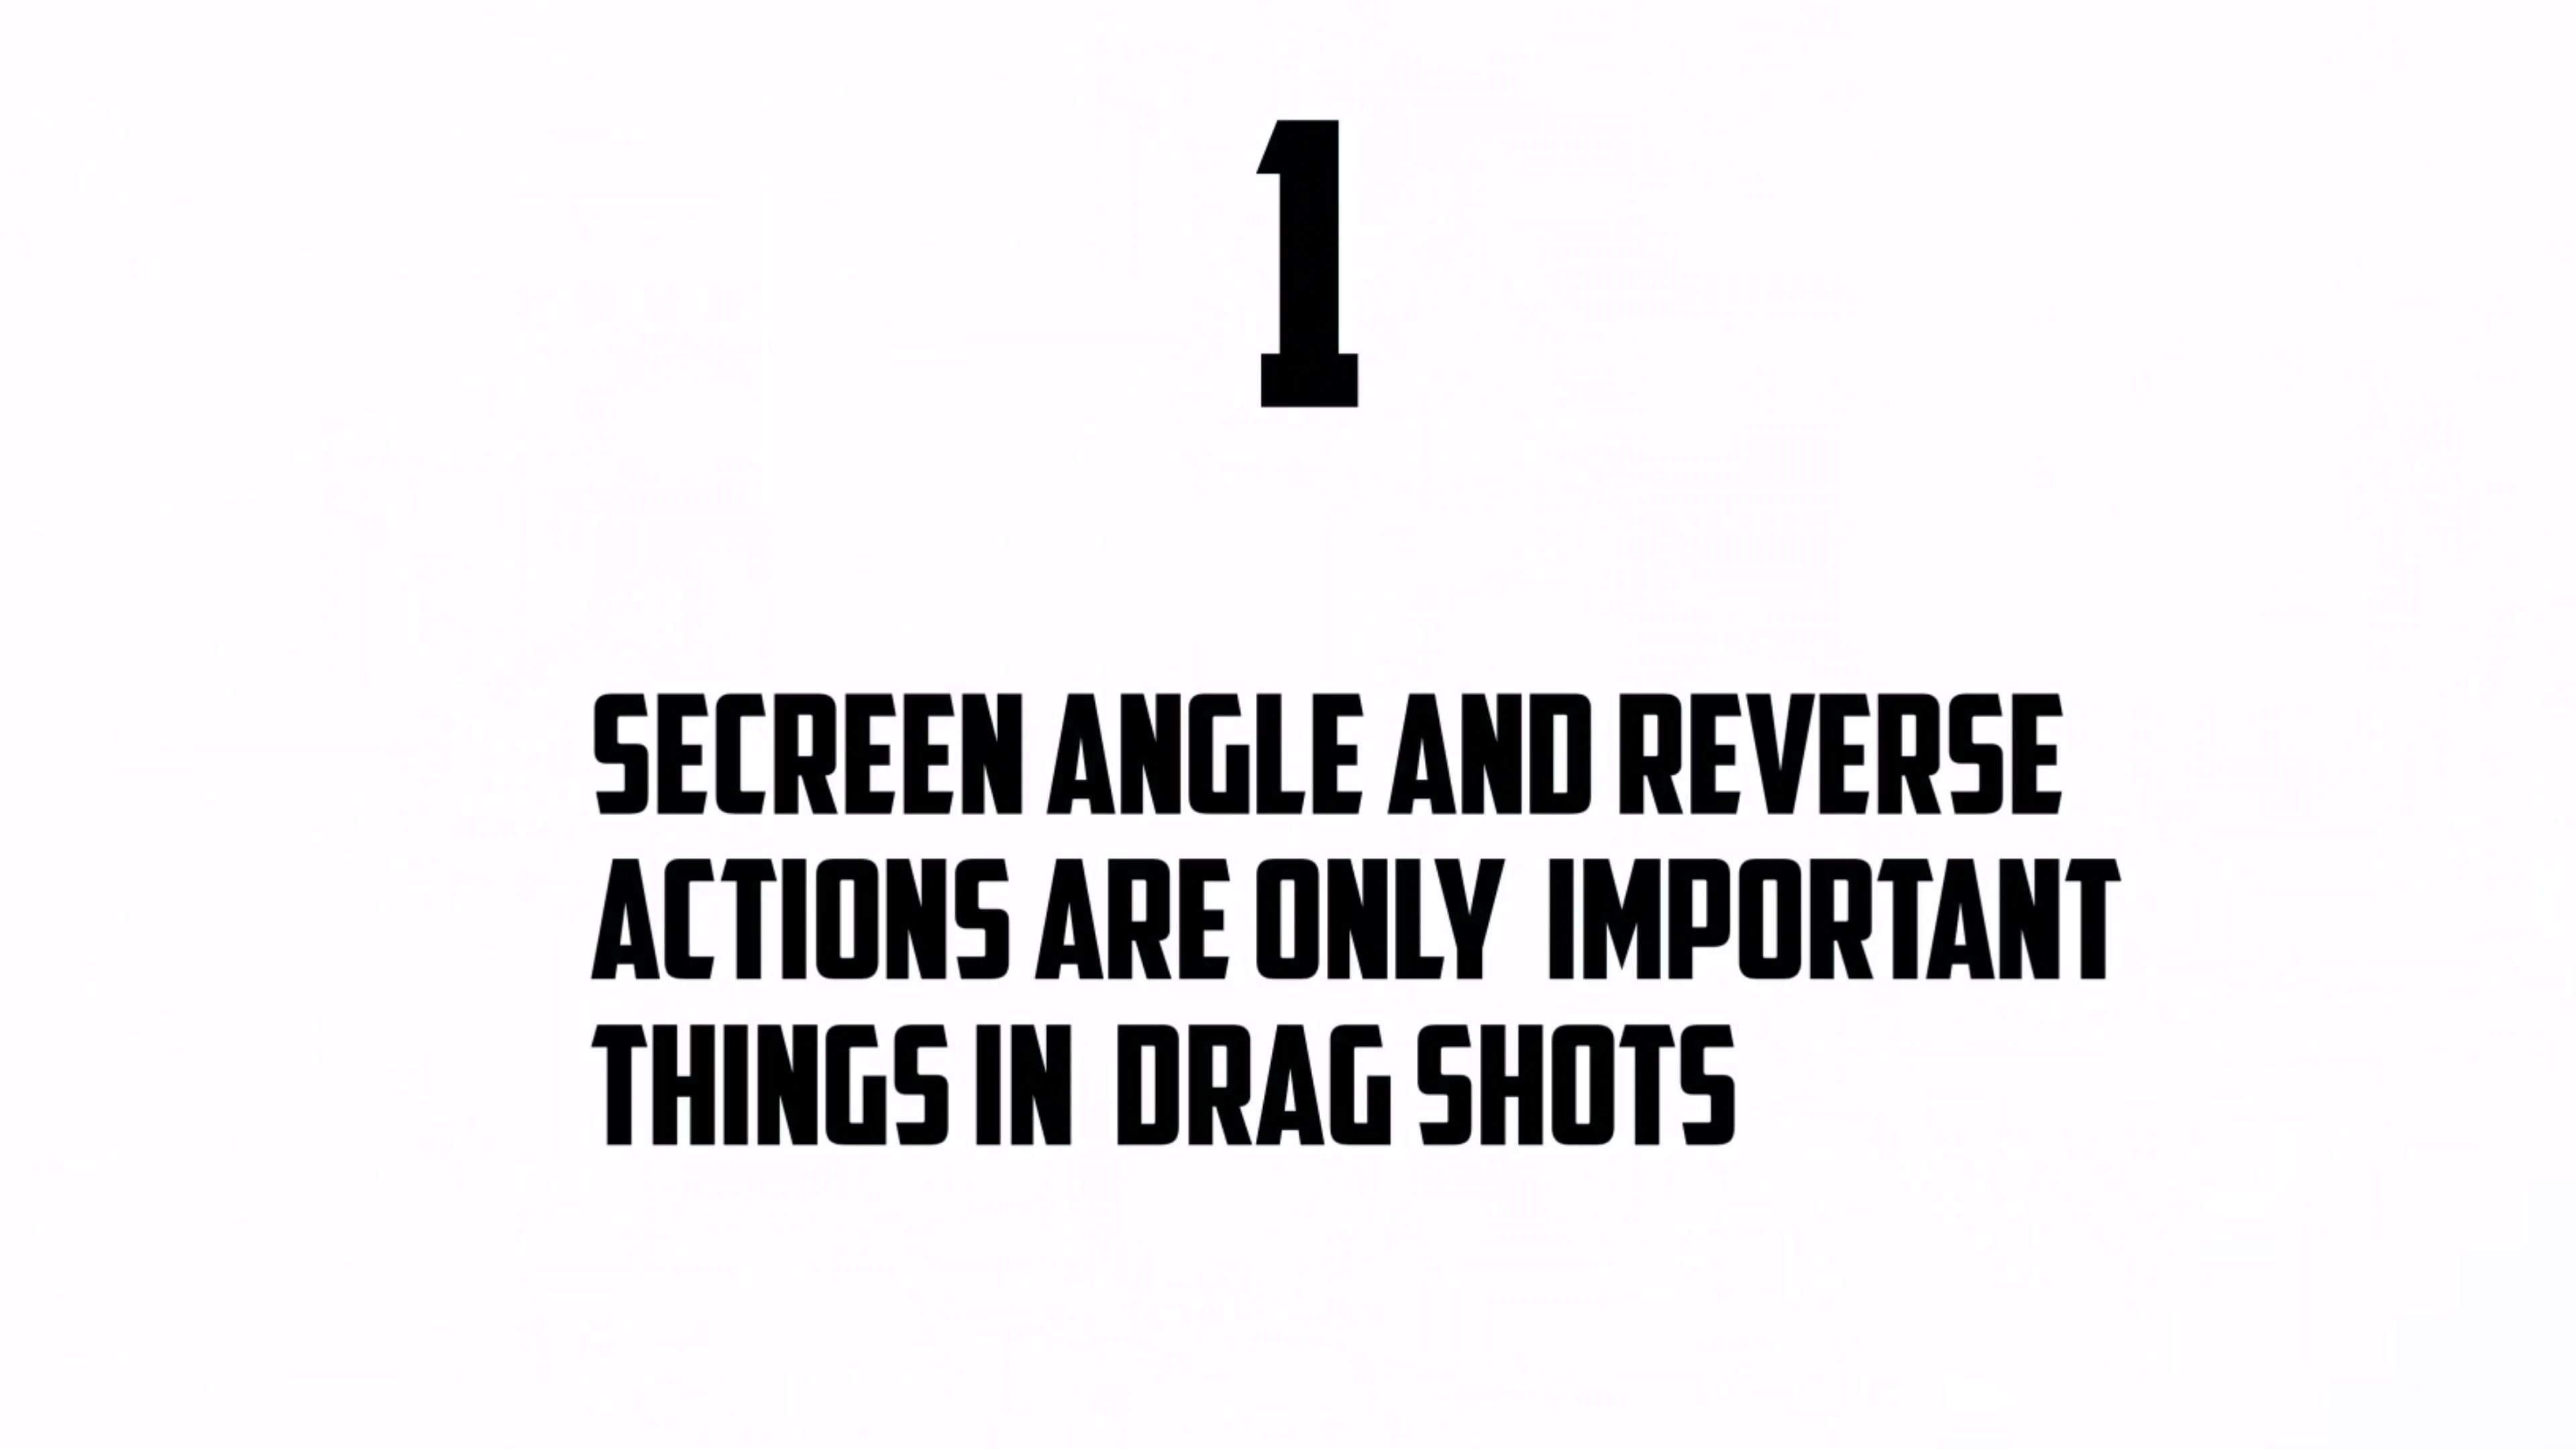 1
SECREEN ANGLE AND REVERSE
ACTIONS ARE ONLY IMPORTANT
THINGS IN DRAG SHOTS